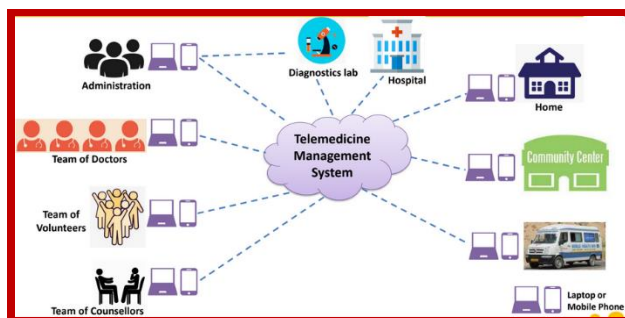 Administration
Diagnostics lab
Hospital
Home
Team of Doctors
Telemedicine
Management
System
Community Center
Team of
Volunteers
Team of Counsellors
Laptop or
Mobile Phone